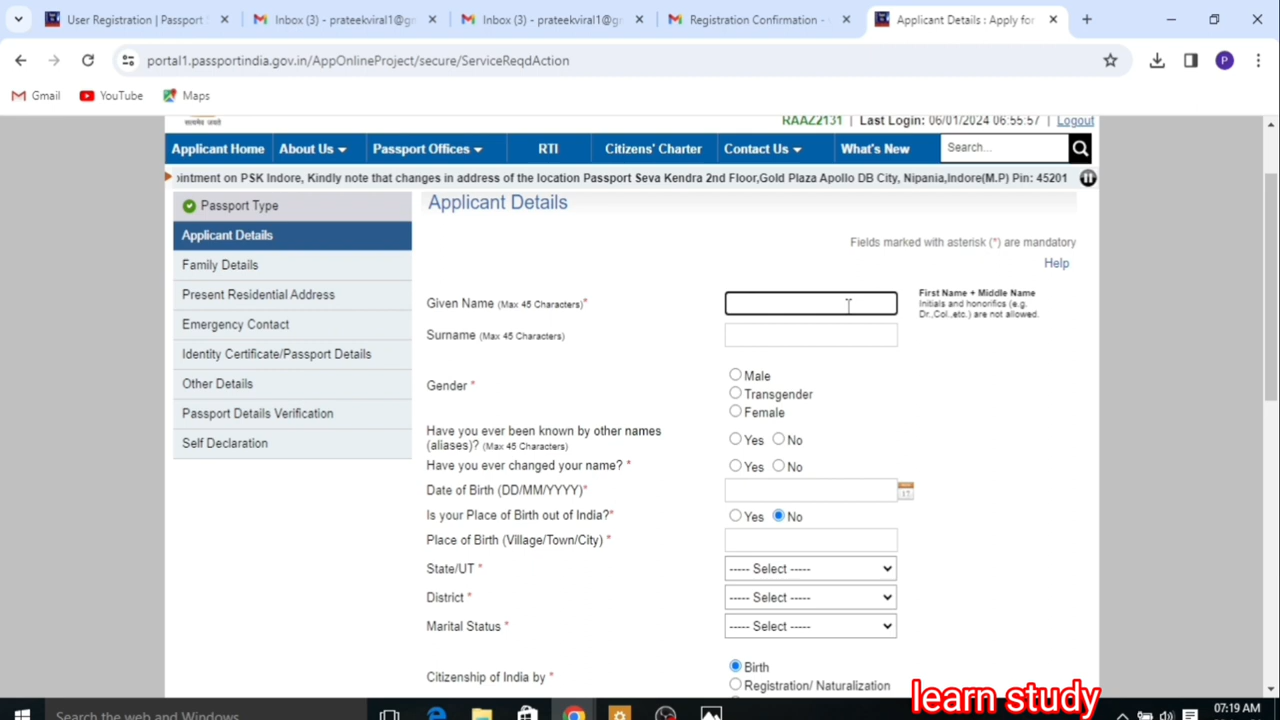 User Registration | Passport
Inbox (3) - prateekviral1@g
Inbox (3) - prateekviral1@g
Registration Confirmation -
Applicant Details : Apply for
portal1.passportindia.gov.in/AppOnlineProject/secure/ServiceReqdAction
P
Gmail
YouTube
Maps
सत्यमेव जयते
RAAZ2131 | Last Login: 06/01/2024 06:55:57 | Logout
Applicant Home
About Us
Passport Offices
RTI
Citizens' Charter
Contact Us
What's New
Search...
ointment on PSK Indore, Kindly note that changes in address of the location Passport Seva Kendra 2nd Floor,Gold Plaza Apollo DB City, Nipania,Indore(M.P) Pin: 45201
Passport Type
Applicant Details
Family Details
Present Residential Address
Emergency Contact
Identity Certificate/Passport Details
Other Details
Passport Details Verification
Self Declaration
Applicant Details
Fields marked with asterisk (*) are mandatory
Help
Given Name (Max 45 Characters)*
First Name + Middle Name
Initials and honorifics (e.g.
Dr.,Col.,etc.) are not allowed.
Surname (Max 45 Characters)
Gender *
Male
Transgender
Female
Have you ever been known by other names
(aliases)? (Max 45 Characters)
Yes No
Have you ever changed your name? *
Yes No
Date of Birth (DD/MM/YYYY)*
17
Is your Place of Birth out of India?*
Yes No
Place of Birth (Village/Town/City) *
State/UT *
----- Select -----
District *
----- Select -----
Marital Status *
----- Select -----
Citizenship of India by *
Birth
Registration/ Naturalization
learn study
Search the web and Windows
07:19 AM